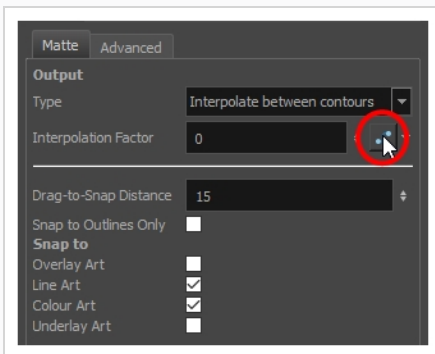 Matte Advanced
Output
Type Interpolate between contours
Interpolation Factor 0
Drag-to-Snap Distance 15
Snap to Outlines Only
Snap to
Overlay Art
Line Art
Colour Art
Underlay Art